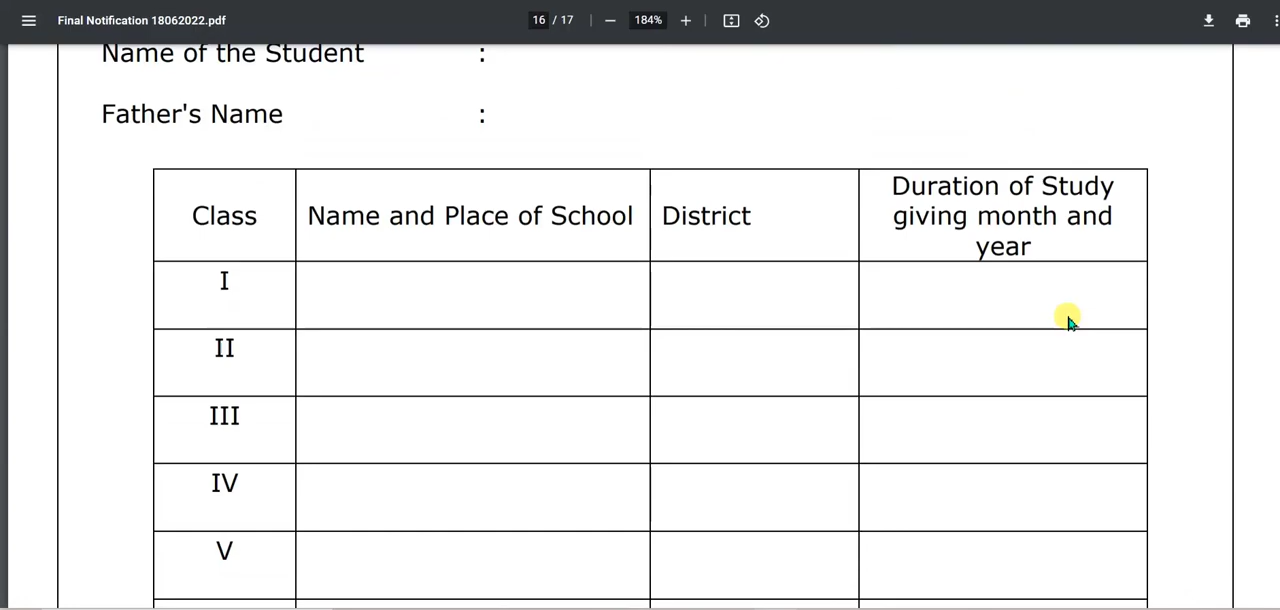 Final Notification 18062022.pdf
16 / 17
184%
Name of the Student :
Father's Name :
Class
Name and Place of School
District
Duration of Study
giving month and
year
I
II
III
IV
V